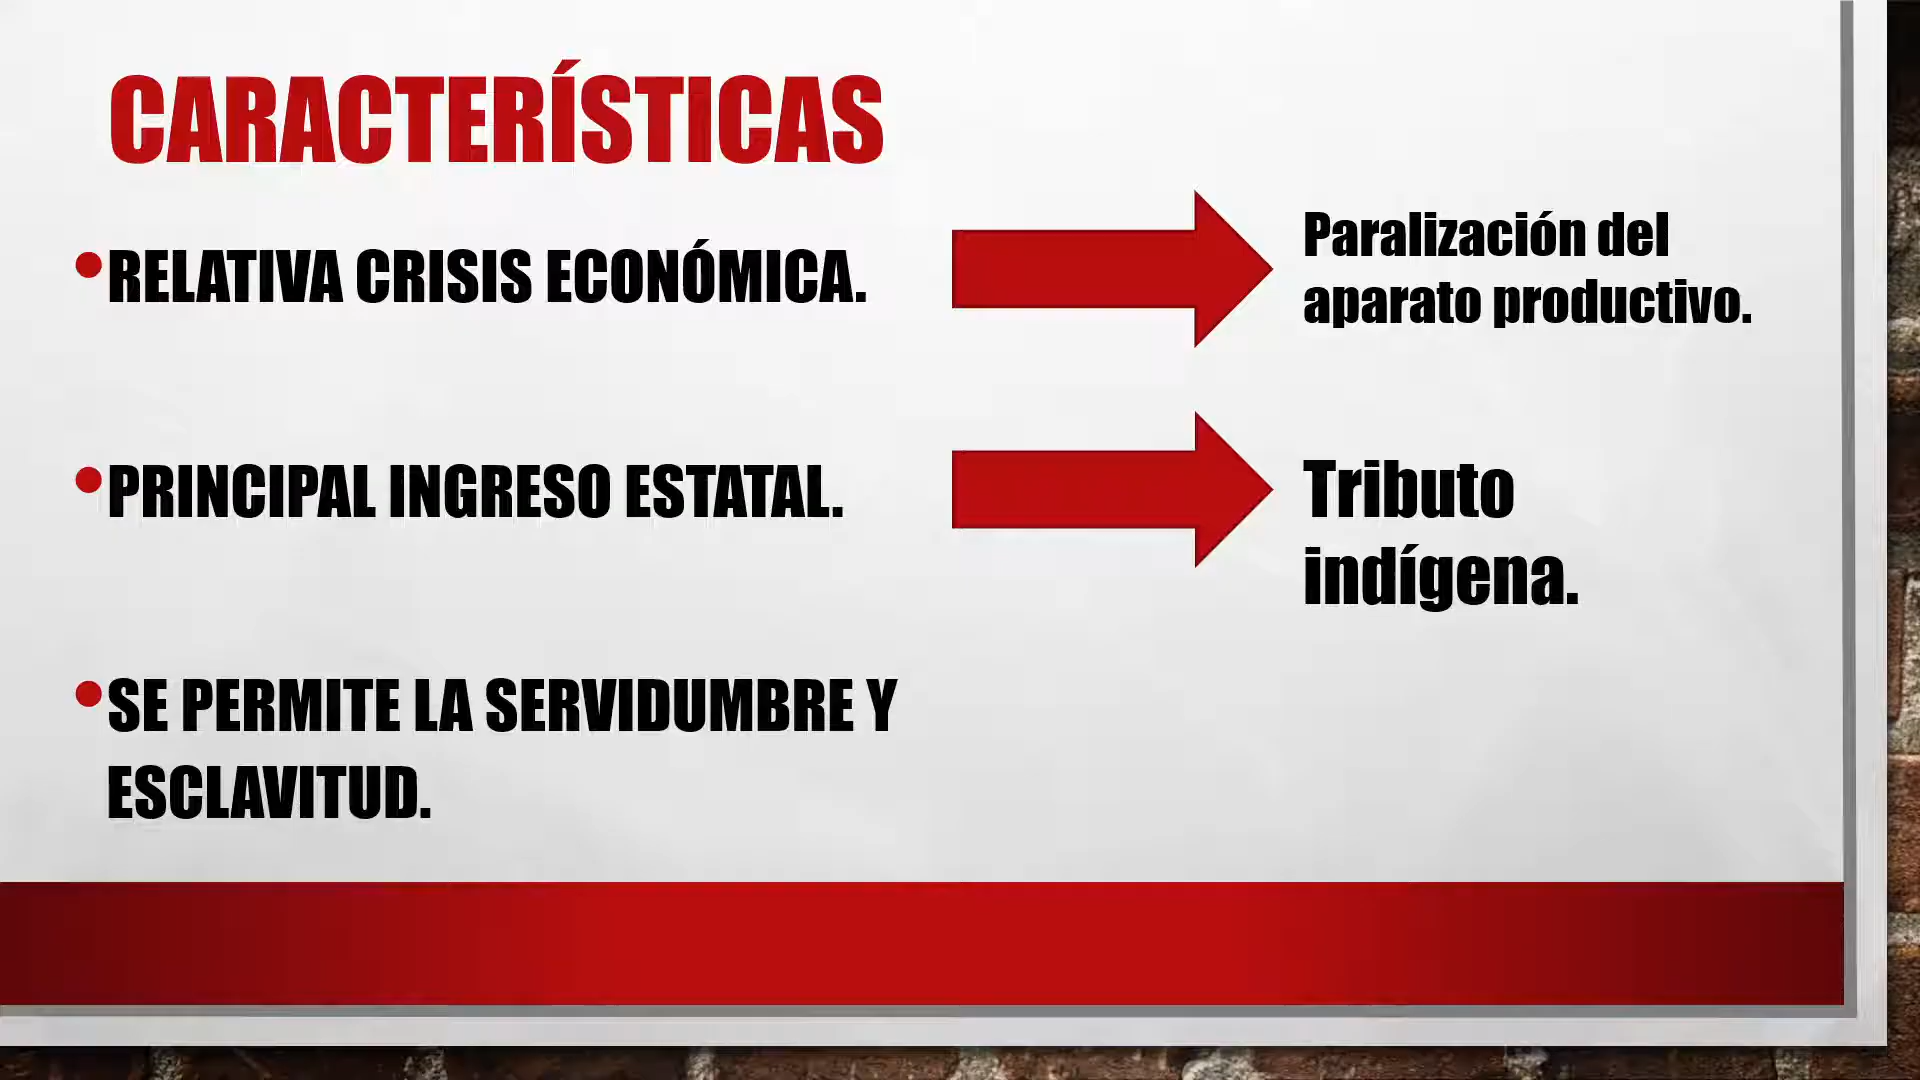 CARACTERÍSTICAS
•RELATIVA CRISIS ECONÓMICA.
Paralización del
aparato productivo.
•PRINCIPAL INGRESO ESTATAL.
Tributo
indígena.
•SE PERMITE LA SERVIDUMBRE Y
ESCLAVITUD.